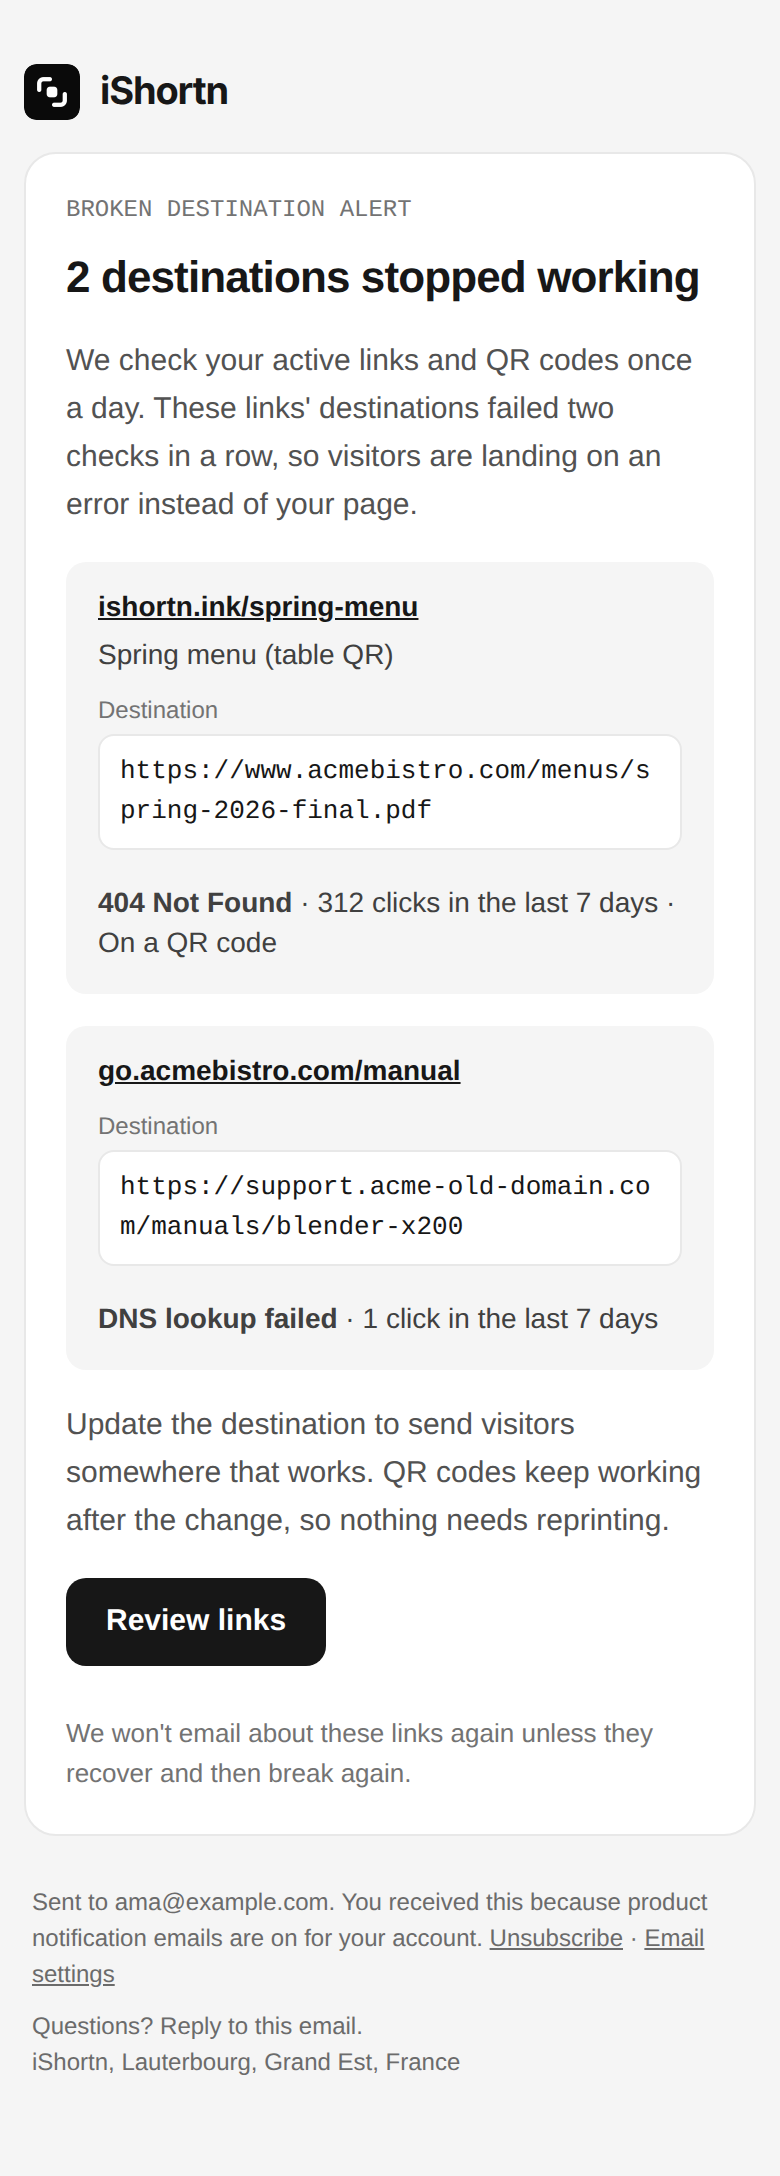 iShortn
BROKEN DESTINATION ALERT
2 destinations stopped working
We check your active links and QR codes once
a day. These links' destinations failed two
checks in a row, so visitors are landing on an
error instead of your page.
ishortn.ink/spring-menu
Spring menu (table QR)
Destination
https://www.acmebistro.com/menus/s
pring-2026-final.pdf
404 Not Found · 312 clicks in the last 7 days ·
On a QR code
go.acmebistro.com/manual
Destination
https://support.acme-old-domain.co
m/manuals/blender-x200
DNS lookup failed · 1 click in the last 7 days
Update the destination to send visitors
somewhere that works. QR codes keep working
after the change, so nothing needs reprinting.
Review links
We won't email about these links again unless they
recover and then break again.
Sent to ama@example.com. You received this because product
notification emails are on for your account. Unsubscribe · Email
settings
Questions? Reply to this email.
iShortn, Lauterbourg, Grand Est, France